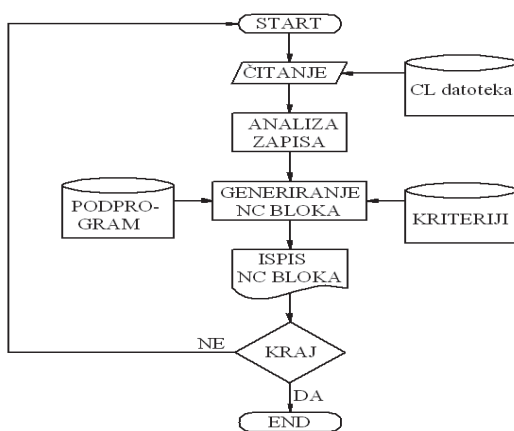 START
ČITANJE
CL datoteka
ANALIZA
ZAPISA
PODPRO-
GRAM
GENERIRANJE
NC BLOKA
KRITERIJI
ISPIS
NC BLOKA
NE
KRAJ
DA
END